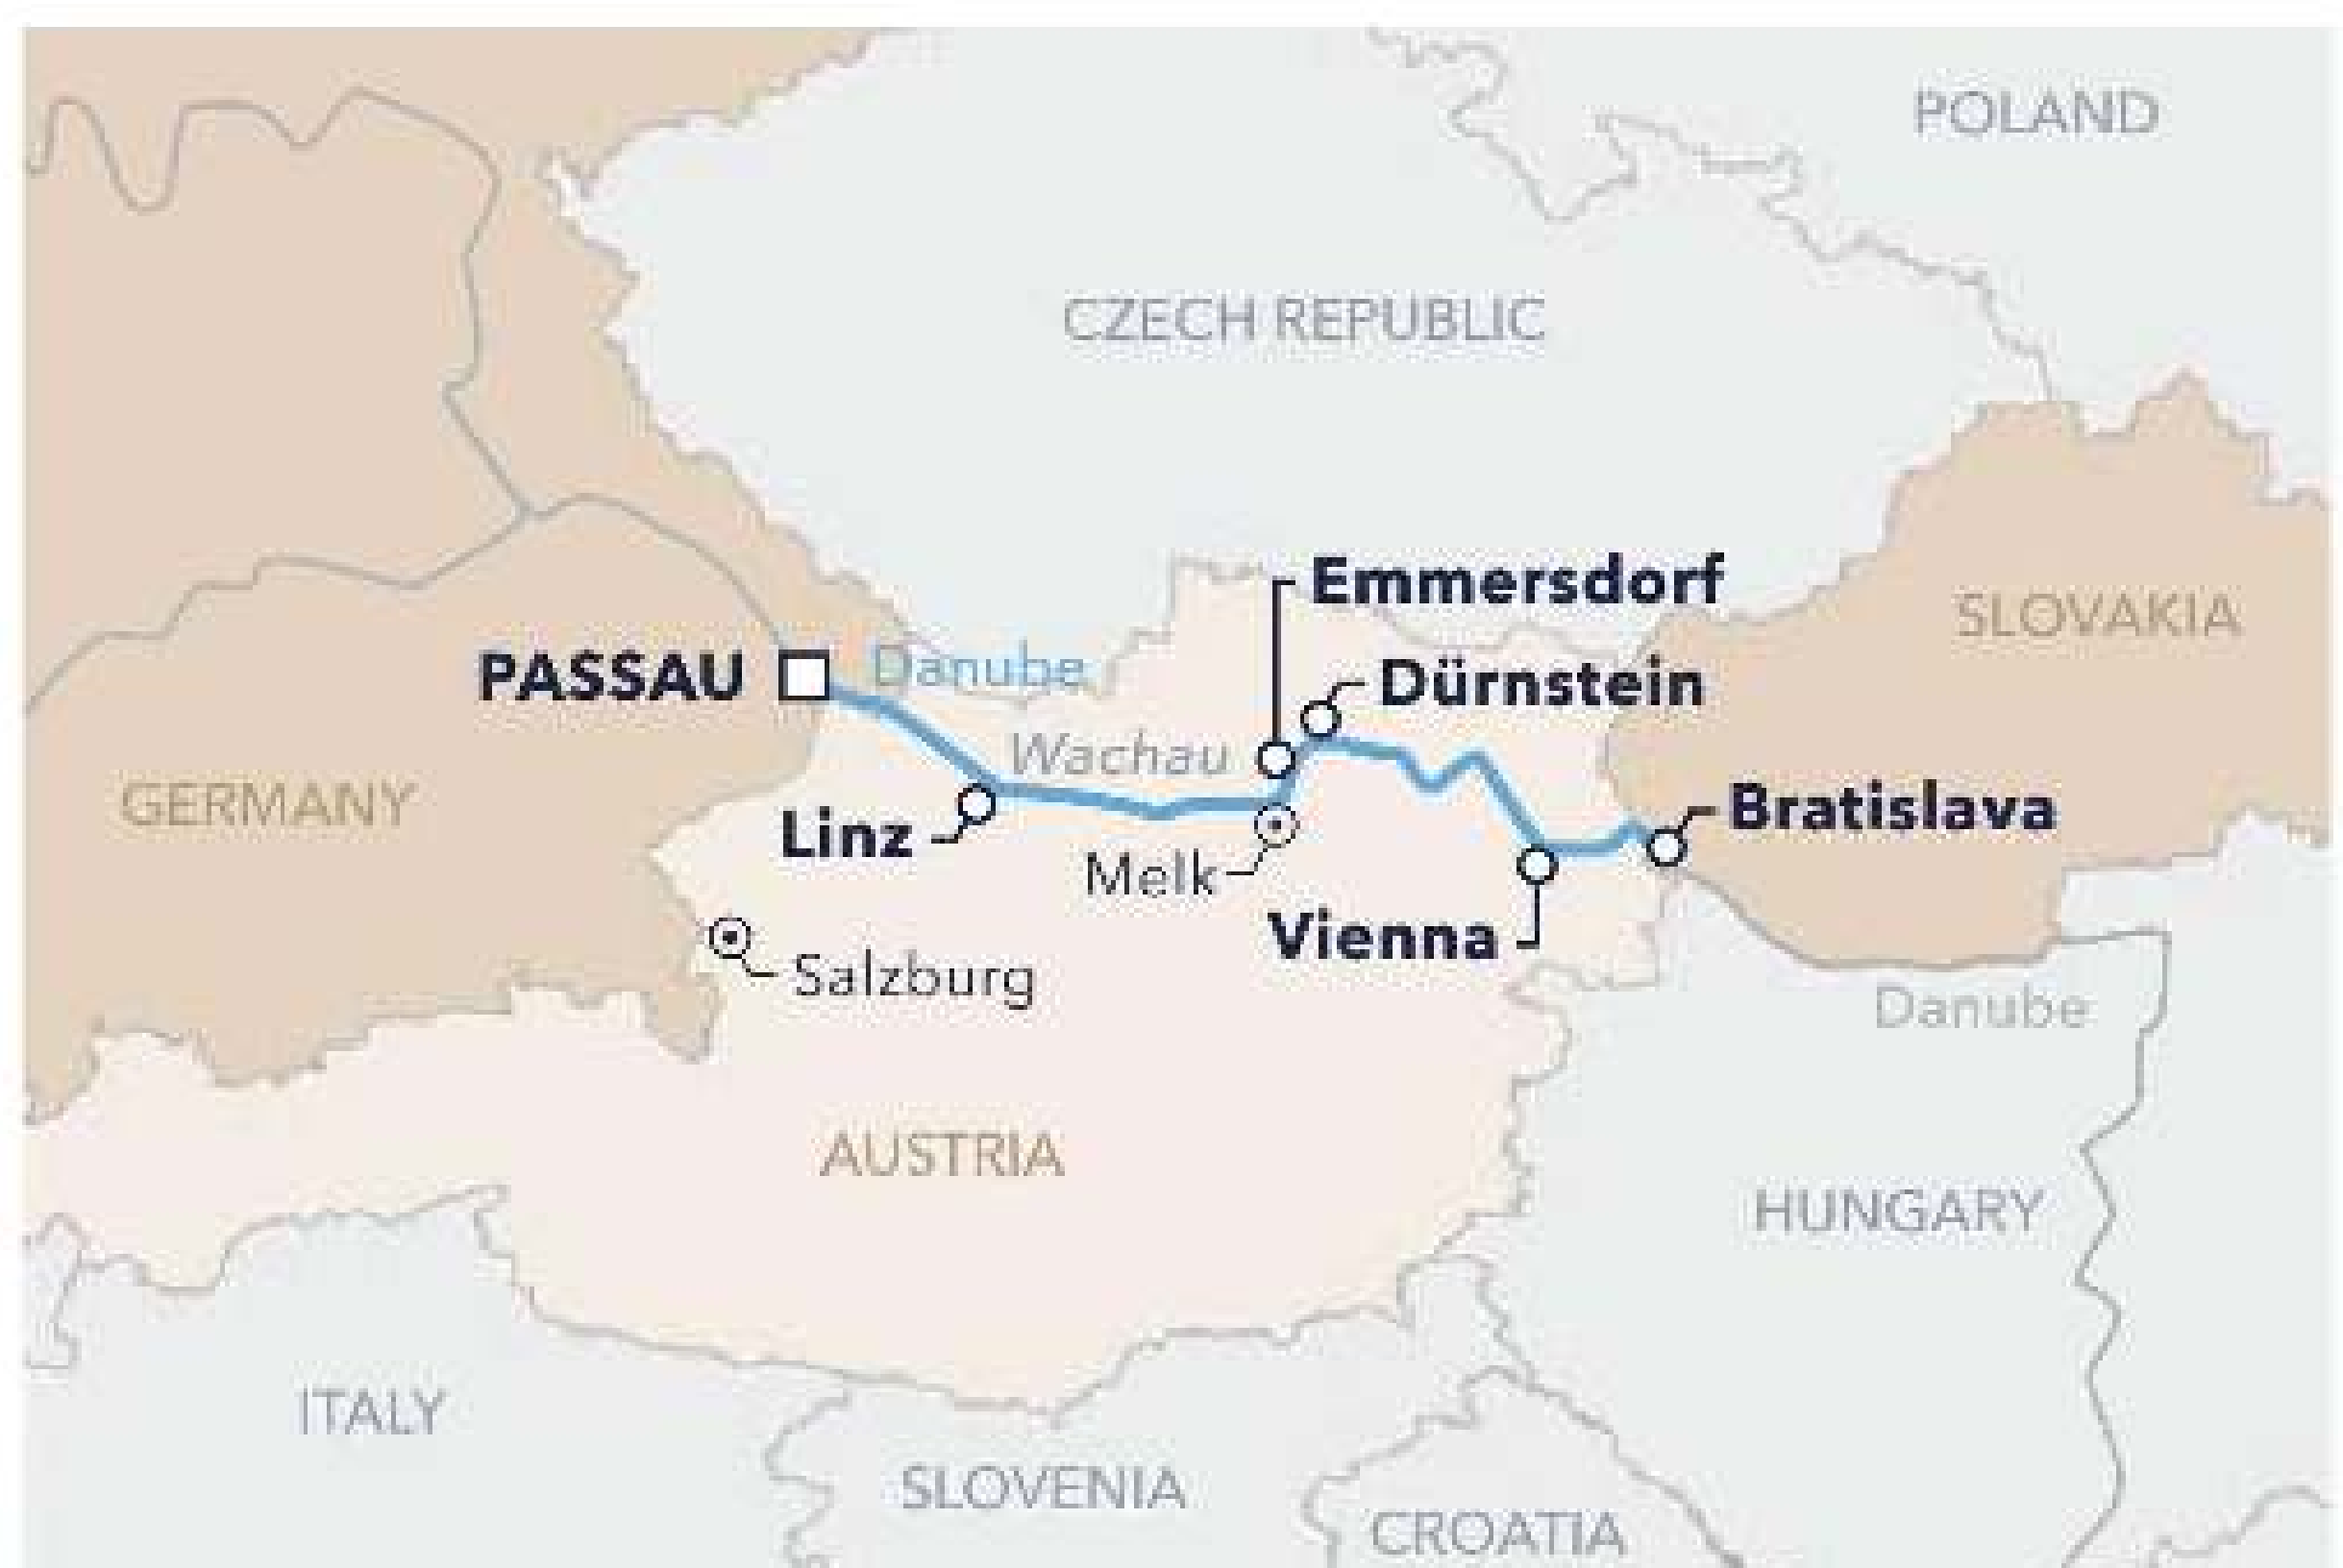 POLAND
CZECH REPUBLIC
Emmersdorf
SLOVAKIA
PASSAU
Danube
Dürnstein
Wachau
GERMANY
Linz
Bratislava
Melk
Vienna
Salzburg
Danube
AUSTRIA
HUNGARY
ITALY
SLOVENIA
CROATIA